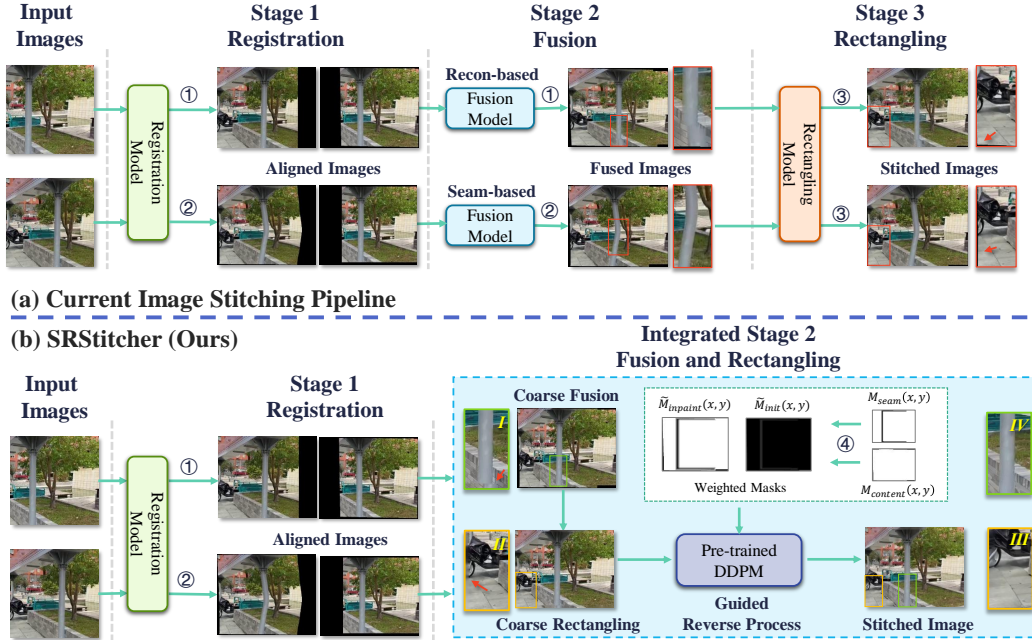 Input
Images
Stage 1
Registration
Stage 2
Fusion
Stage 3
Rectangling
Registration
Model
①
②
Aligned Images
Recon-based
Fusion
Model
①
Seam-based
Fusion
Model
②
Fused Images
Rectangling
Model
③
③
Stitched Images
(a) Current Image Stitching Pipeline
(b) SRStitcher (Ours)
Integrated Stage 2
Fusion and Rectangling
Input
Images
Stage 1
Registration
Registration
Model
①
②
Aligned Images
Coarse Fusion
I
II
Coarse Rectangling
M̃inpaint(x, y)
M̃init(x, y)
Mseam(x, y)
④
Mcontent(x, y)
Weighted Masks
Pre-trained
DDPM
Guided
Reverse Process
IV
III
Stitched Image